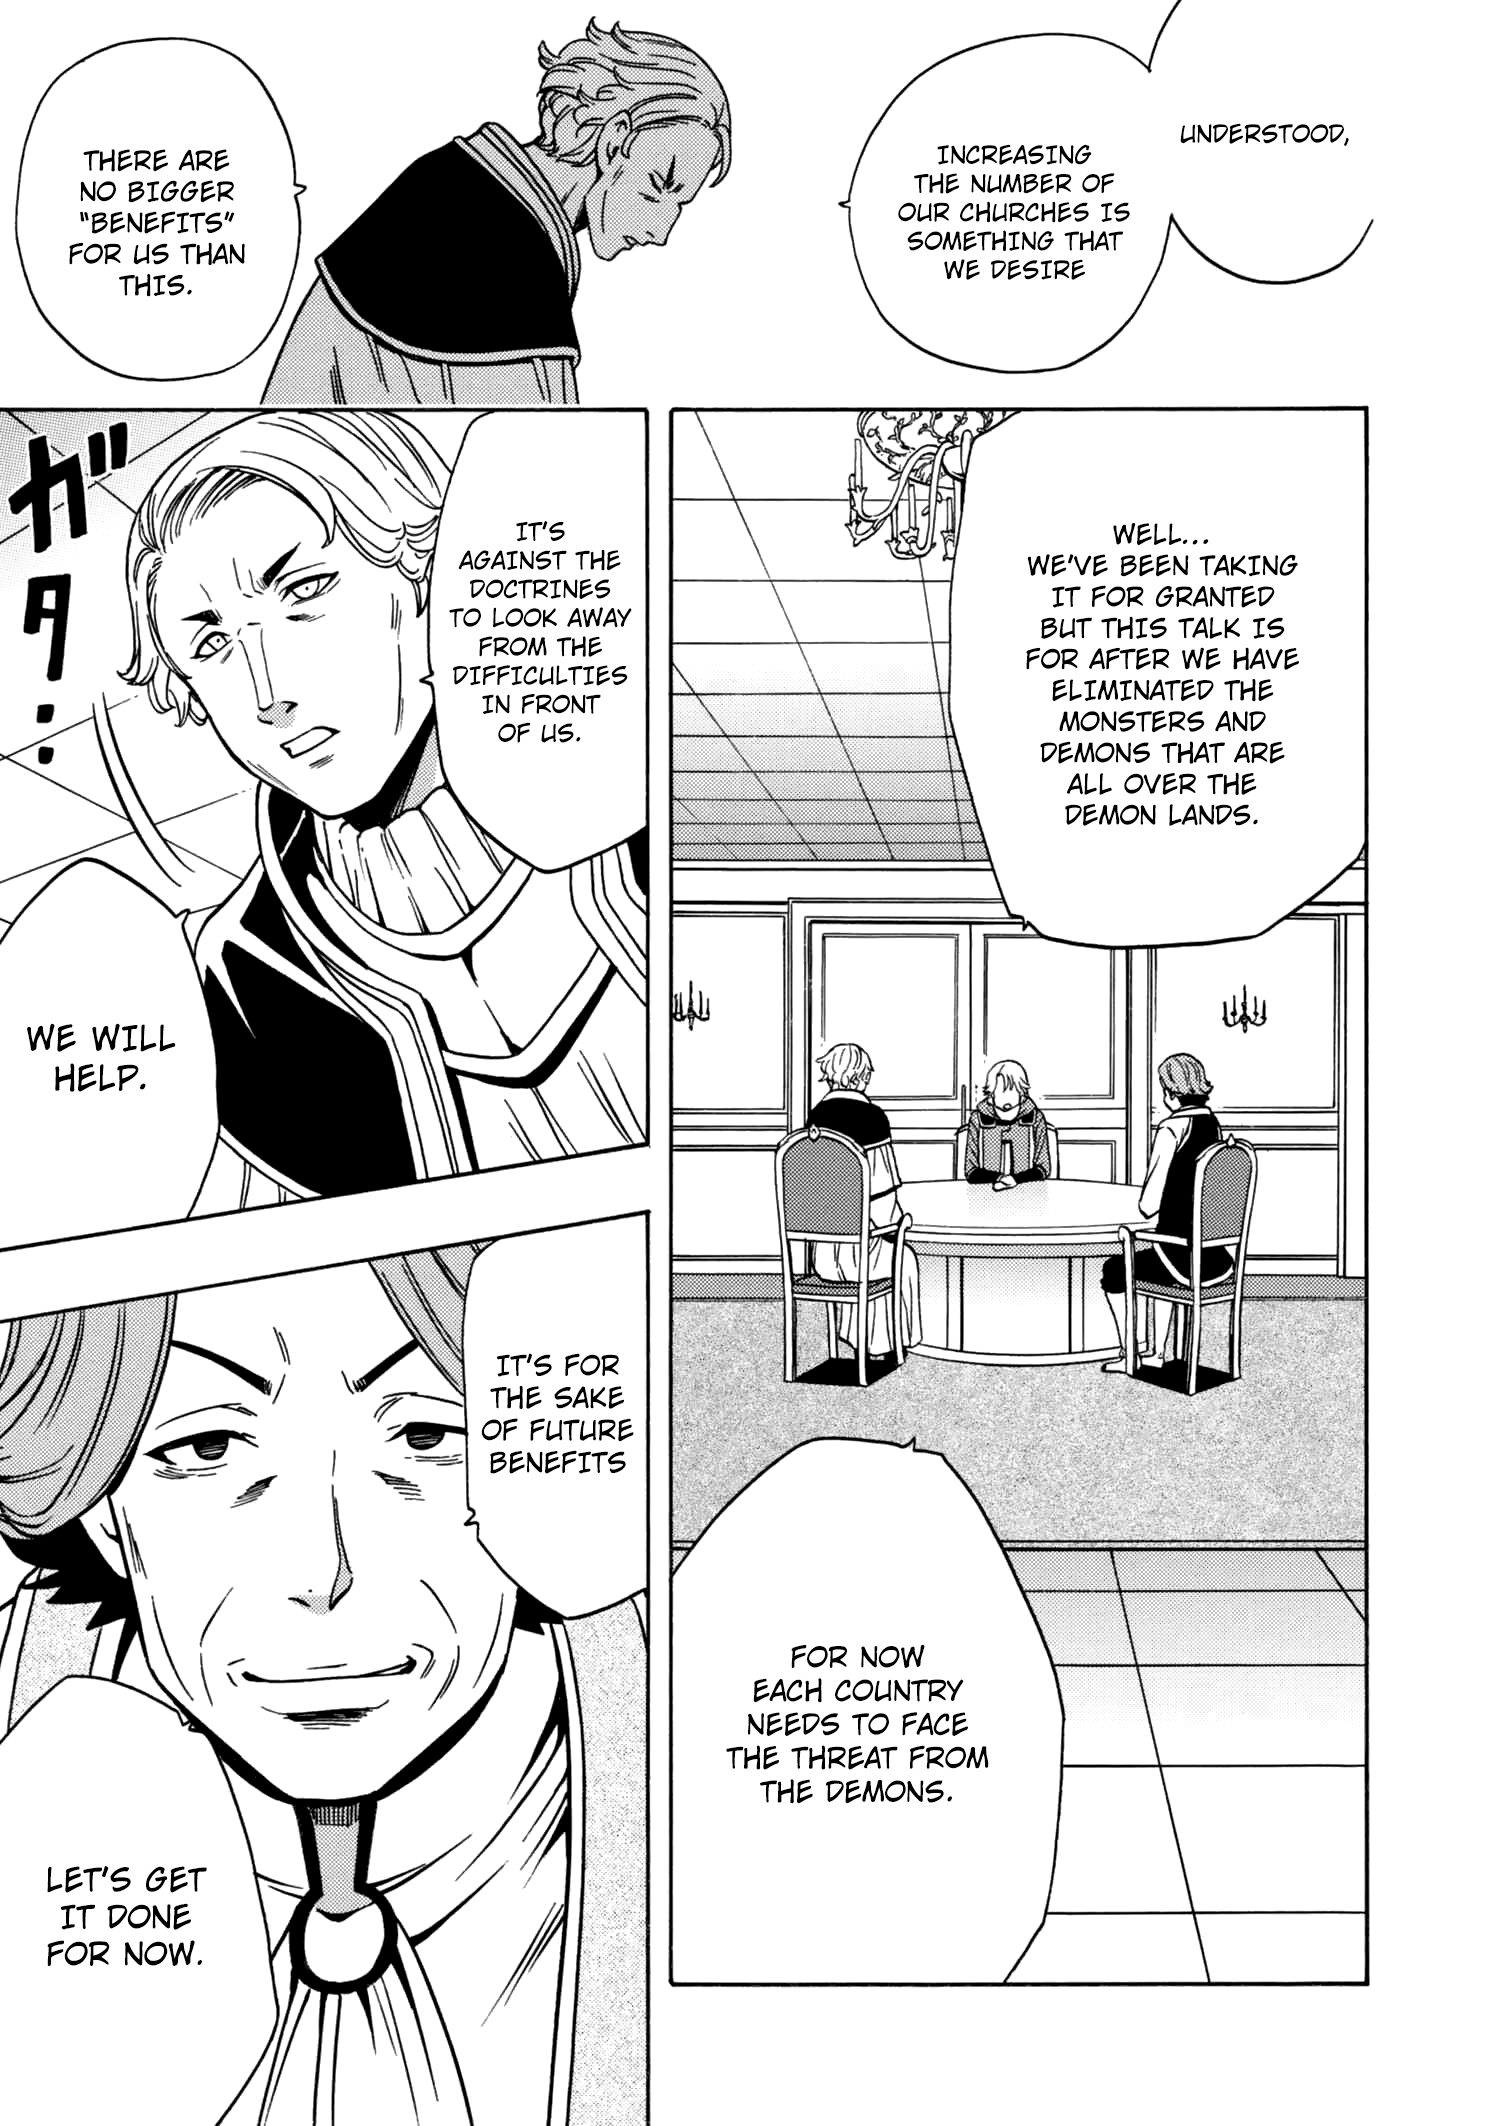 UNDERSTOOD,
INCREASING
THE NUMBER OF
OUR CHURCHES IS
SOMETHING THAT
WE DESIRE
THERE ARE
NO BIGGER
"BENEFITS"
FOR US THAN
THIS.
WELL...
WE'VE BEEN TAKING
IT FOR GRANTED
BUT THIS TALK IS
FOR AFTER WE HAVE
ELIMINATED THE
MONSTERS AND
DEMONS THAT ARE
ALL OVER THE
DEMON LANDS.
FOR NOW
EACH COUNTRY
NEEDS TO FACE
THE THREAT FROM
THE DEMONS.
IT'S
AGAINST THE
DOCTRINES
TO LOOK AWAY
FROM THE
DIFFICULTIES
IN FRONT
OF US.
ガタ…
WE WILL
HELP.
IT'S FOR
THE SAKE
OF FUTURE
BENEFITS
LET'S GET
IT DONE
FOR NOW.